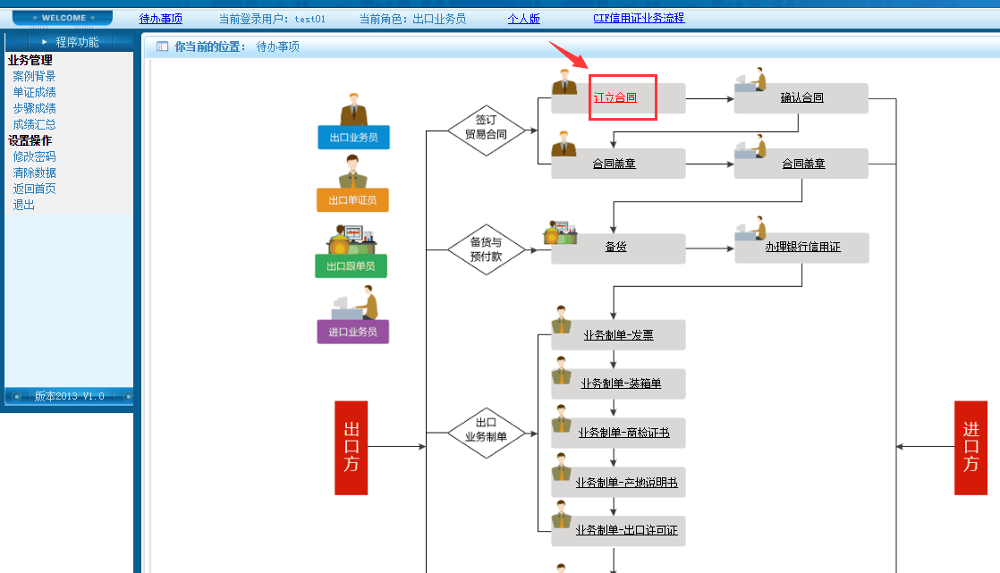 WELCOME
待办事项 当前登录用户：test01 当前角色：出口业务员 个人版 CIF信用证业务流程
程序功能
业务管理
案例背景
单证成绩
步骤成绩
成绩汇总
设置操作
修改密码
清除数据
返回首页
退出
版本2013 V1.0
你当前的位置： 待办事项
出口业务员
出口单证员
出口跟单员
进口业务员
出口方
签订
贸易合同
订立合同
确认合同
合同盖章
合同盖章
备货与
预付款
备货
办理银行信用证
出口
业务制单
业务制单-发票
业务制单-装箱单
业务制单-商检证书
业务制单-产地说明书
业务制单-出口许可证
进口方